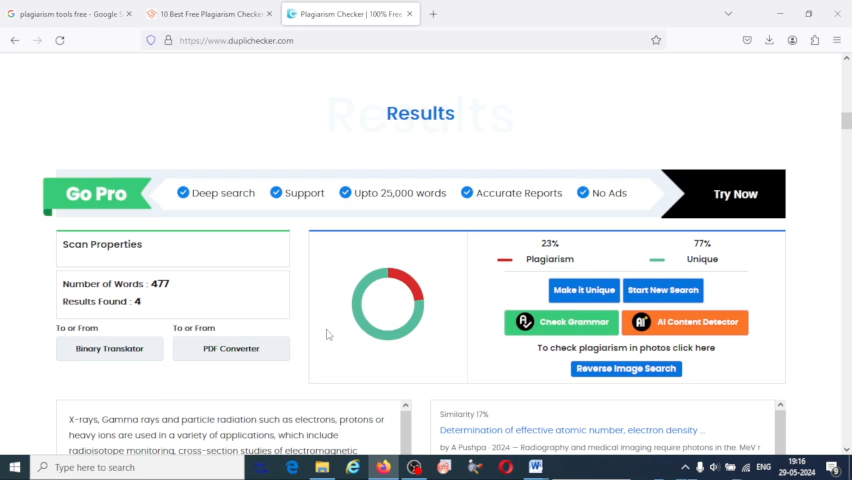 plagiarism tools free - Google S
10 Best Free Plagiarism Checker
Plagiarism Checker | 100% Free
https://www.duplichecker.com
Results
Results
Go Pro
Deep search
Support
Upto 25,000 words
Accurate Reports
No Ads
Try Now
Scan Properties
Number of Words : 477
Results Found : 4
To or From
To or From
Binary Translator
PDF Converter
23%
77%
Plagiarism
Unique
Make it Unique
Start New Search
Check Grammar
AI Content Detector
To check plagiarism in photos click here
Reverse Image Search
X-rays, Gamma rays and particle radiation such as electrons, protons or
heavy ions are used in a variety of applications, which include
radioisotope monitoring, cross-section studies of electromagnetic
Similarity 17%
Determination of effective atomic number, electron density ...
by A Pushpa · 2024 — Radiography and medical imaging require photons in the. MeV r
Type here to search
ENG
19:16
29-05-2024